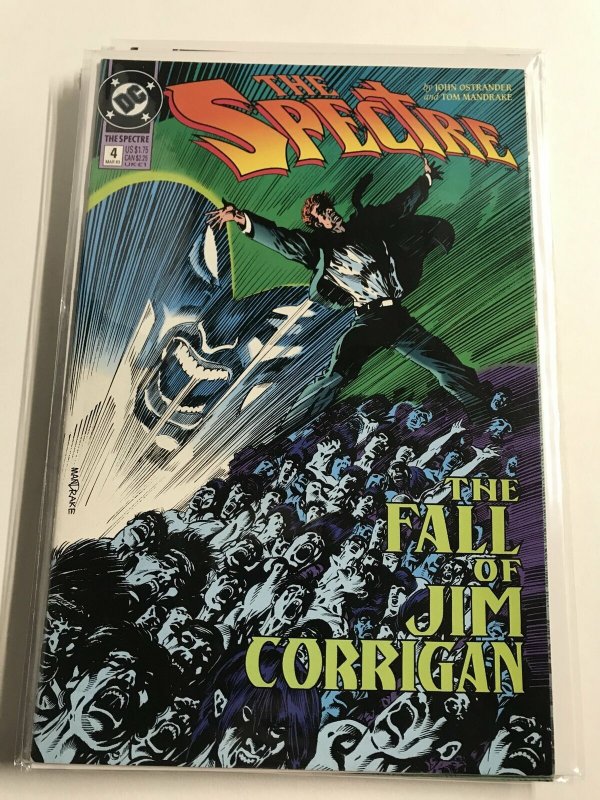 DC
THE SPECTRE
4
MAR 93
US $1.75
CAN $2.25
UK £1
THE
SPECTRE
by JOHN OSTRANDER
and TOM MANDRAKE
MANDRAKE
THE
FALL
OF
JIM
CORRIGAN